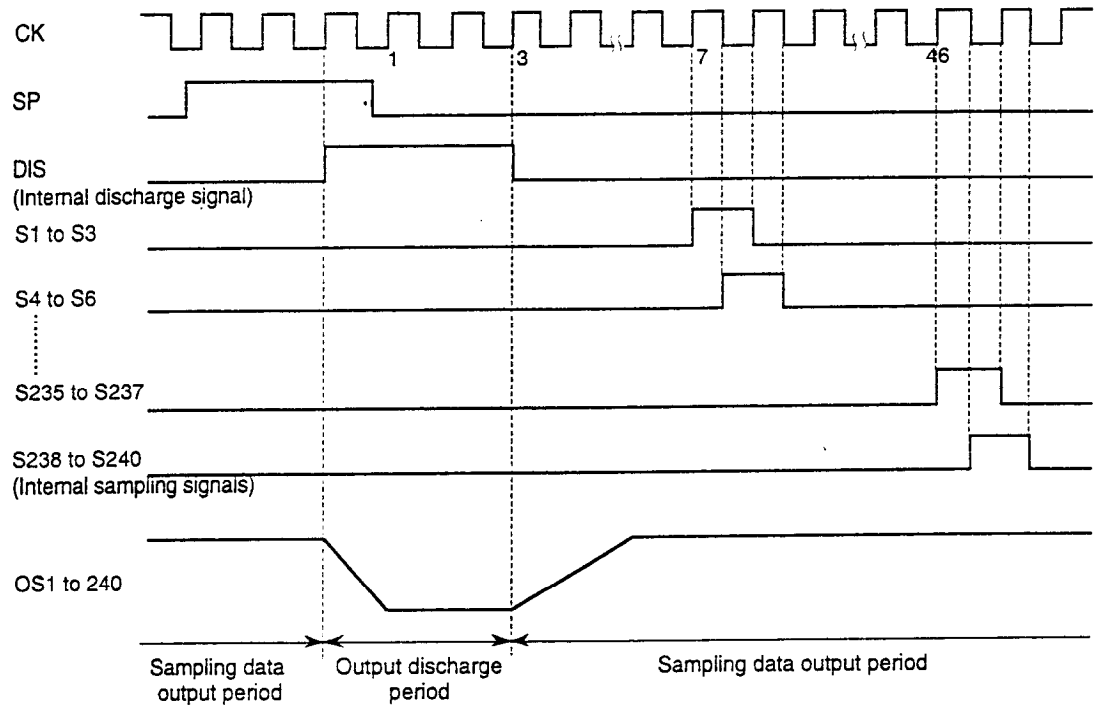 CK
1
3
7
46
SP
DIS
(Internal discharge signal)
S1 to S3
S4 to S6
S235 to S237
S238 to S240
(Internal sampling signals)
OS1 to 240
Sampling data
output period
Output discharge
period
Sampling data output period